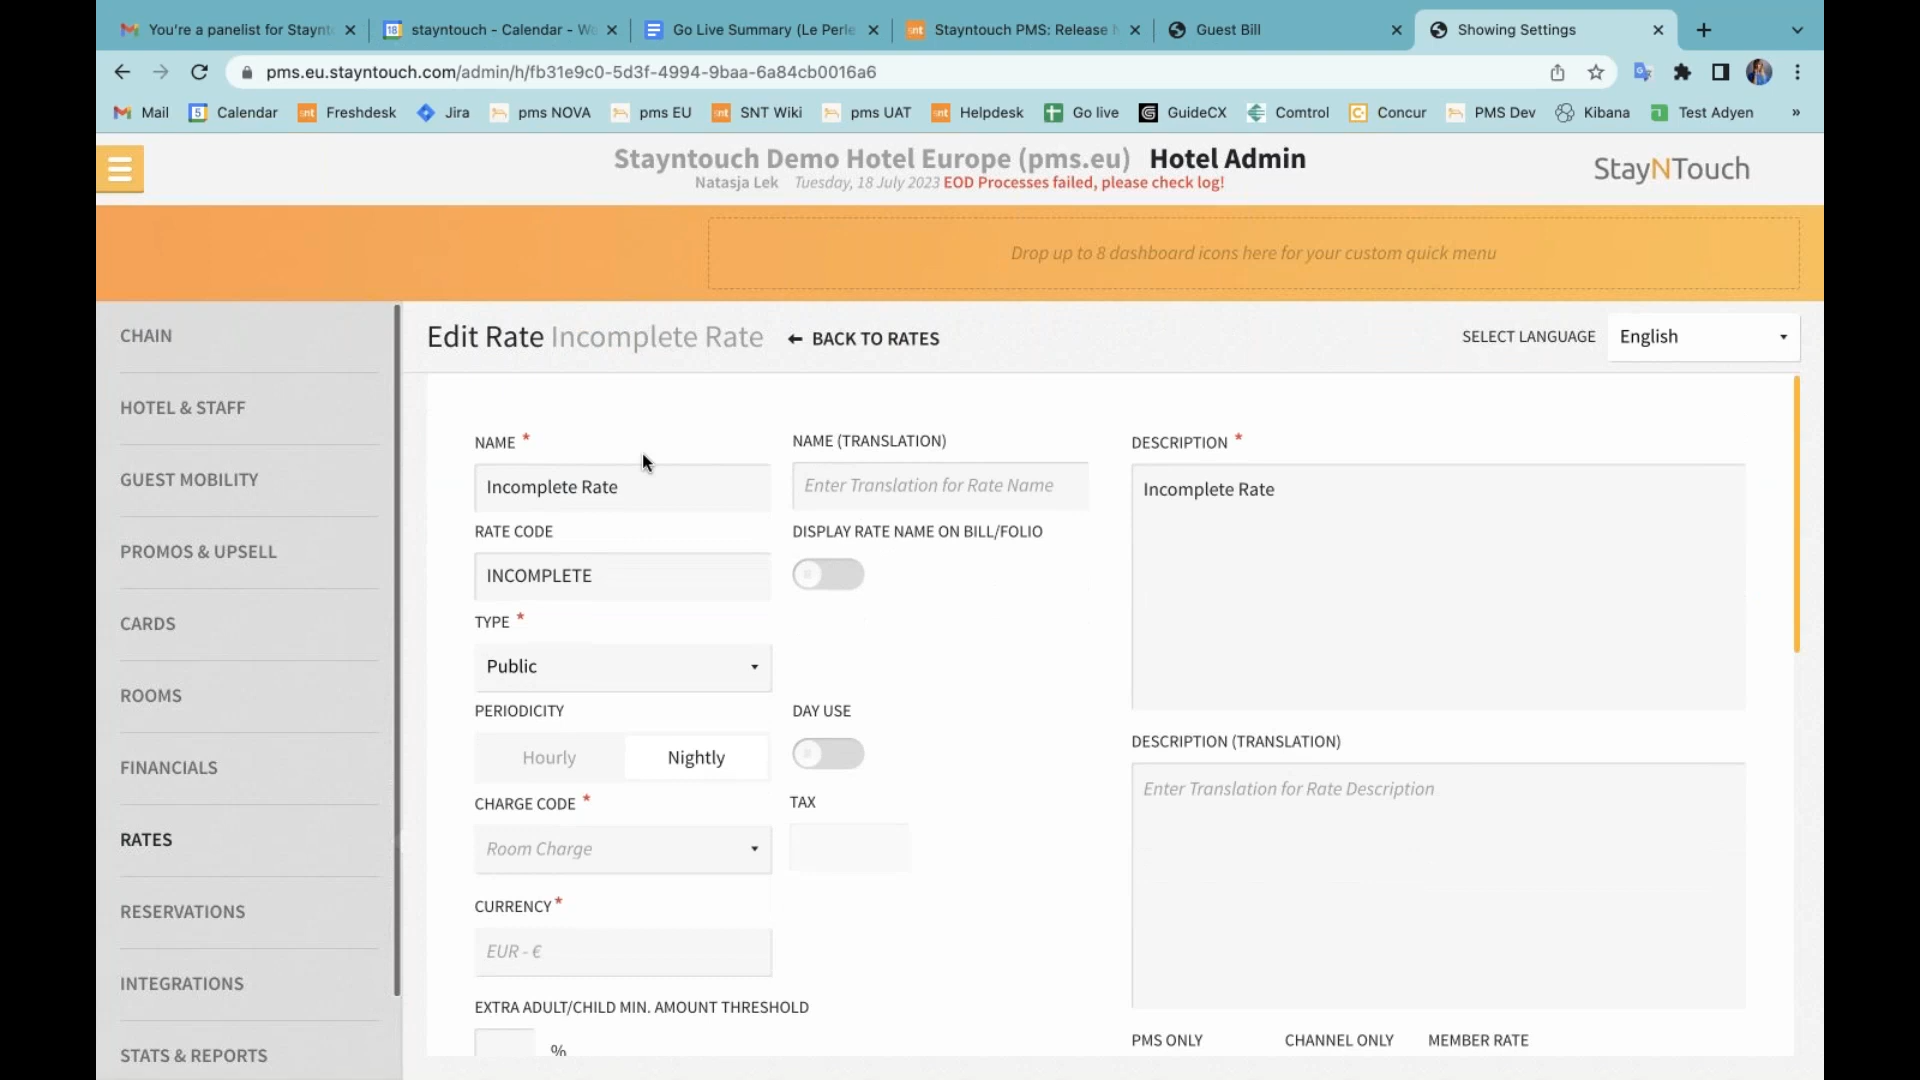 You're a panelist for Staynt
stayntouch - Calendar - Wo
Go Live Summary (Le Perle
Stayntouch PMS: Release N
Guest Bill
Showing Settings
pms.eu.stayntouch.com/admin/h/fb31e9c0-5d3f-4994-9baa-6a84cb0016a6
Mail
Calendar
Freshdesk
Jira
pms NOVA
pms EU
SNT Wiki
pms UAT
Helpdesk
Go live
GuideCX
Comtrol
Concur
PMS Dev
Kibana
Test Adyen
»
Stayntouch Demo Hotel Europe (pms.eu) Hotel Admin
Natasja Lek Tuesday, 18 July 2023 EOD Processes failed, please check log!
StayNTouch
Drop up to 8 dashboard icons here for your custom quick menu
CHAIN
HOTEL & STAFF
GUEST MOBILITY
PROMOS & UPSELL
CARDS
ROOMS
FINANCIALS
RATES
RESERVATIONS
INTEGRATIONS
STATS & REPORTS
Edit Rate Incomplete Rate
BACK TO RATES
SELECT LANGUAGE
English
NAME *
Incomplete Rate
NAME (TRANSLATION)
Enter Translation for Rate Name
RATE CODE
INCOMPLETE
DISPLAY RATE NAME ON BILL/FOLIO
TYPE *
Public
PERIODICITY
Hourly
Nightly
DAY USE
CHARGE CODE *
Room Charge
TAX
CURRENCY *
EUR - €
EXTRA ADULT/CHILD MIN. AMOUNT THRESHOLD
%
DESCRIPTION *
Incomplete Rate
DESCRIPTION (TRANSLATION)
Enter Translation for Rate Description
PMS ONLY
CHANNEL ONLY
MEMBER RATE